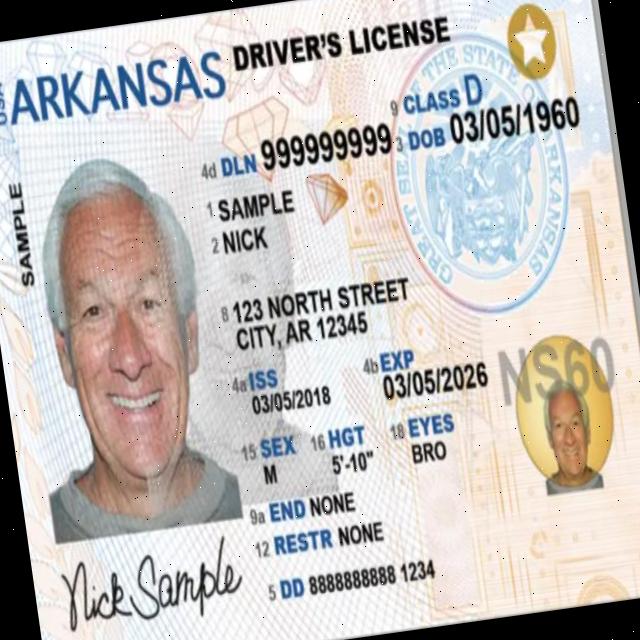 USA
ARKANSAS DRIVER'S LICENSE
9 CLASS D
4d DLN 999999999 3 DOB 03/05/1960
1 SAMPLE
2 NICK
SAMPLE
8 123 NORTH STREET
CITY, AR 12345
4a ISS
03/05/2018
4b EXP
03/05/2026
NS60
15 SEX
M
16 HGT
5'-10"
18 EYES
BRO
9a END NONE
12 RESTR NONE
5 DD 8888888888 1234
Nick Sample
GREAT SEAL OF THE STATE OF ARKANSAS